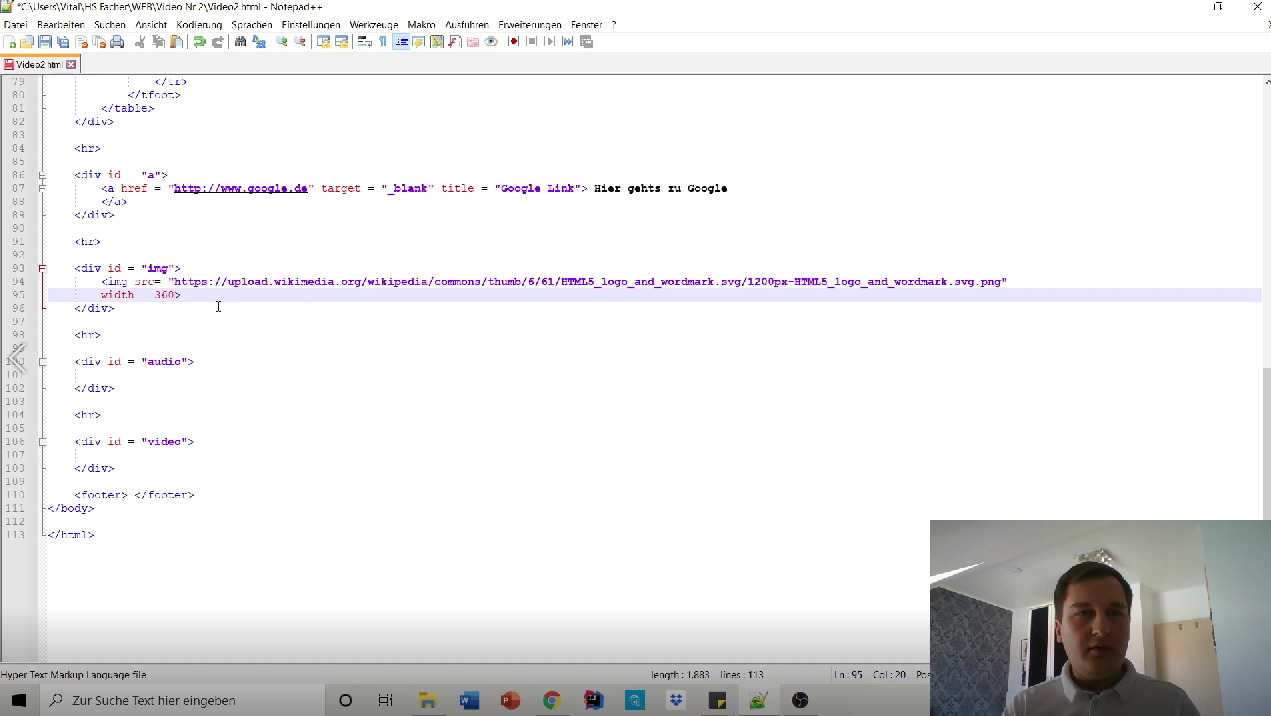 *C:\Users\Vital\HS Fächer\WEB\Video Nr.2\Video2.html - Notepad++
Datei Bearbeiten Suchen Ansicht Kodierung Sprachen Einstellungen Werkzeuge Makro Ausführen Erweiterungen Fenster ?
Video2.html
79 </tr>
80 </tfoot>
81 </table>
82 </div>
83
84 <hr>
85
86 <div id = "a">
87 <a href = "http://www.google.de" target = "_blank" title = "Google Link"> Hier gehts zu Google
88 </a>
89 </div>
90
91 <hr>
92
93 <div id = "img">
94 <img src= "https://upload.wikimedia.org/wikipedia/commons/thumb/6/61/HTML5_logo_and_wordmark.svg/1200px-HTML5_logo_and_wordmark.svg.png"
95 width = 360>
96 </div>
97
98 <hr>
99
100 <div id = "audio">
101
102 </div>
103
104 <hr>
105
106 <div id = "video">
107
108 </div>
109
110 <footer> </footer>
111 </body>
112
113 </html>
Hyper Text Markup Language file length : 1.883 lines : 113 Ln : 95 Col : 20
Zur Suche Text hier eingeben